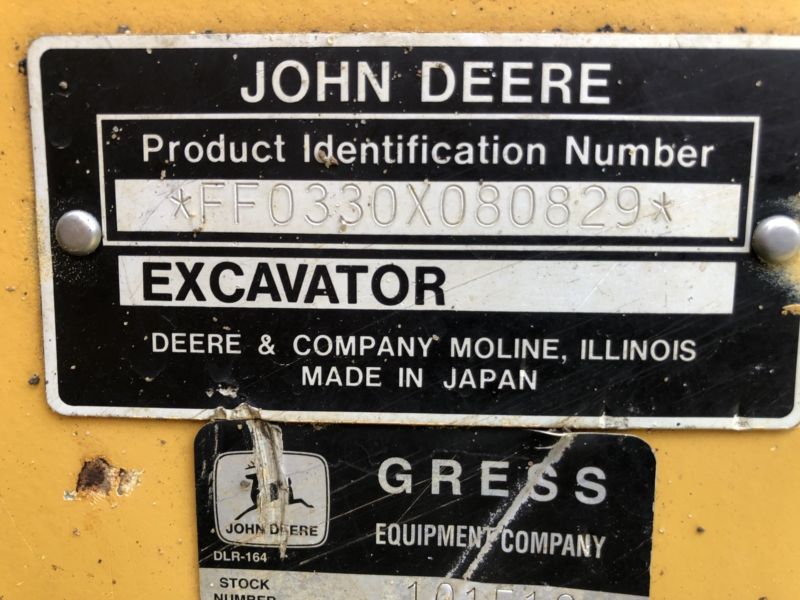 JOHN DEERE
Product Identification Number
*FF0330X080829*
EXCAVATOR
DEERE & COMPANY MOLINE, ILLINOIS
MADE IN JAPAN
GRESS
JOHN DEERE
EQUIPMENT COMPANY
DLR-164
STOCK
NUMBER